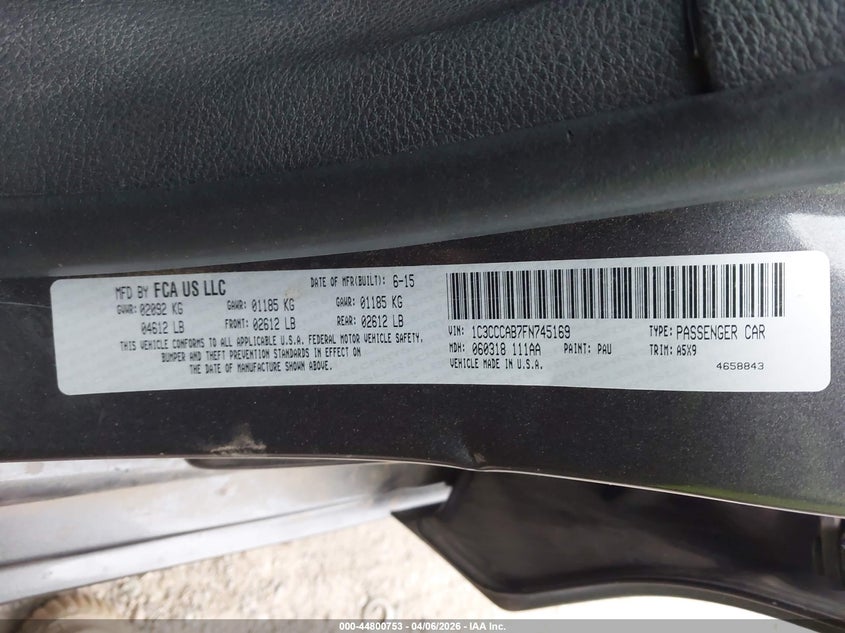 MFD BY FCA US LLC
DATE OF MFR(BUILT): 6-15
GVWR: 02092 KG GAWR: 01185 KG GAWR: 01185 KG
04612 LB FRONT: 02612 LB REAR: 02612 LB
THIS VEHICLE CONFORMS TO ALL APPLICABLE U.S.A. FEDERAL MOTOR VEHICLE SAFETY,
BUMPER AND THEFT PREVENTION STANDARDS IN EFFECT ON
THE DATE OF MANUFACTURE SHOWN ABOVE.
VIN: 1C3CCCAB7FN745169 TYPE: PASSENGER CAR
MDH: 060318 111AA PAINT: PAU TRIM: A5X9
VEHICLE MADE IN U.S.A.
4658843
000-44800753 - 04/06/2026 - IAA Inc.